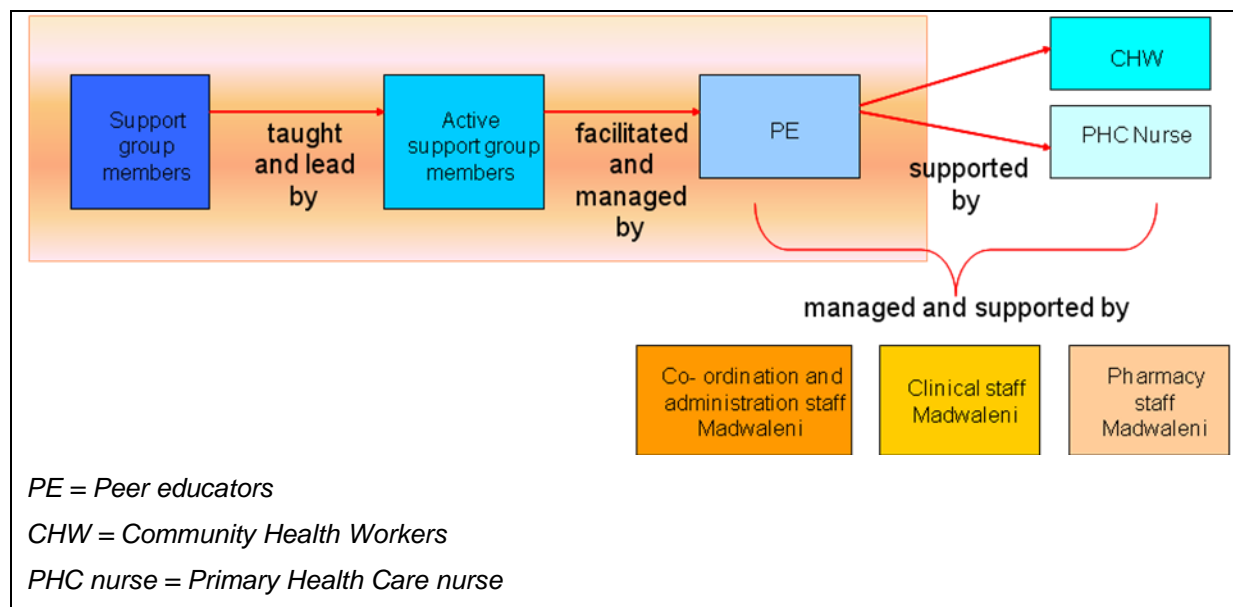 Support
group
members
taught
and lead
by
Active
support group
members
facilitated
and
managed
by
PE
supported
by
CHW
PHC Nurse
managed and supported by
Co- ordination and
administration staff
Madwaleni
Clinical staff
Madwaleni
Pharmacy
staff
Madwaleni
PE = Peer educators
CHW = Community Health Workers
PHC nurse = Primary Health Care nurse